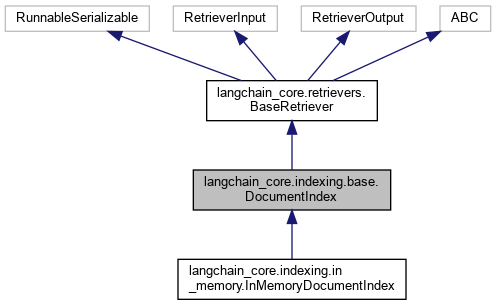 RunnableSerializable
RetrieverInput
RetrieverOutput
ABC
langchain_core.retrievers.
BaseRetriever
langchain_core.indexing.base.
DocumentIndex
langchain_core.indexing.in
_memory.InMemoryDocumentIndex